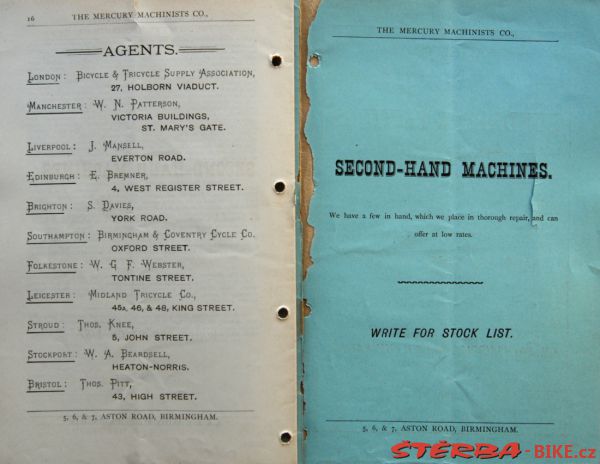 16 THE MERCURY MACHINISTS CO.,
AGENTS.
LONDON: BICYCLE & TRICYCLE SUPPLY ASSOCIATION,
27, HOLBORN VIADUCT.
MANCHESTER: W. N. PATTERSON,
VICTORIA BUILDINGS,
ST. MARY'S GATE.
LIVERPOOL: J. MANSELL,
EVERTON ROAD.
EDINBURGH: E. BREMNER,
4, WEST REGISTER STREET.
BRIGHTON: S. DAVIES,
YORK ROAD.
SOUTHAMPTON: BIRMINGHAM & COVENTRY CYCLE CO.
OXFORD STREET.
FOLKESTONE: W. G. F. WEBSTER,
TONTINE STREET.
LEICESTER: MIDLAND TRICYCLE CO.,
45A, 46, & 48, KING STREET.
STROUD: THOS. KNEE,
5, JOHN STREET.
STOCKPORT: W. A. BEARDSELL,
HEATON-NORRIS.
BRISTOL: THOS. PITT,
43, HIGH STREET.
5, 6, & 7, ASTON ROAD, BIRMINGHAM.
THE MERCURY MACHINISTS CO.,
SECOND-HAND MACHINES.
We have a few in hand, which we place in thorough repair, and can
offer at low rates.
WRITE FOR STOCK LIST.
5, 6, & 7, ASTON ROAD, BIRMINGHAM.
ŠTĚRBA-BIKE.cz